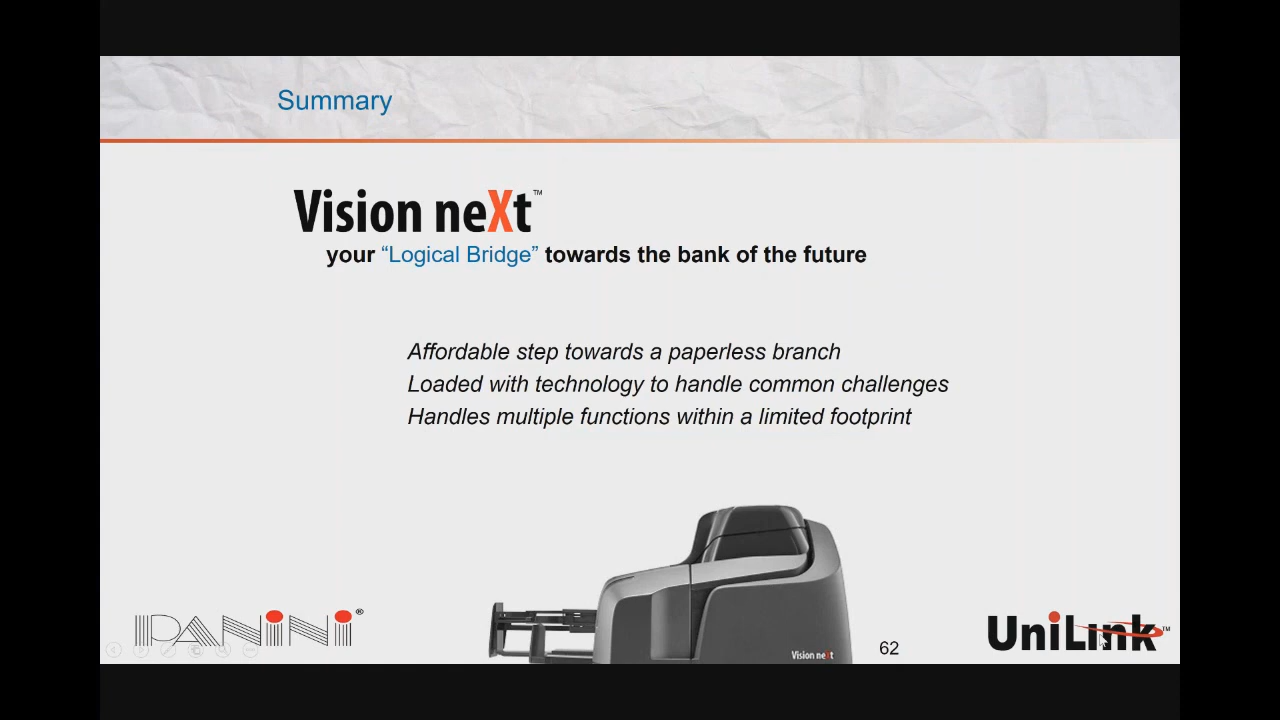 Summary
Vision neXt™
your “Logical Bridge” towards the bank of the future
Affordable step towards a paperless branch
Loaded with technology to handle common challenges
Handles multiple functions within a limited footprint
Vision neXt
PANiNi®
62
UniLink™